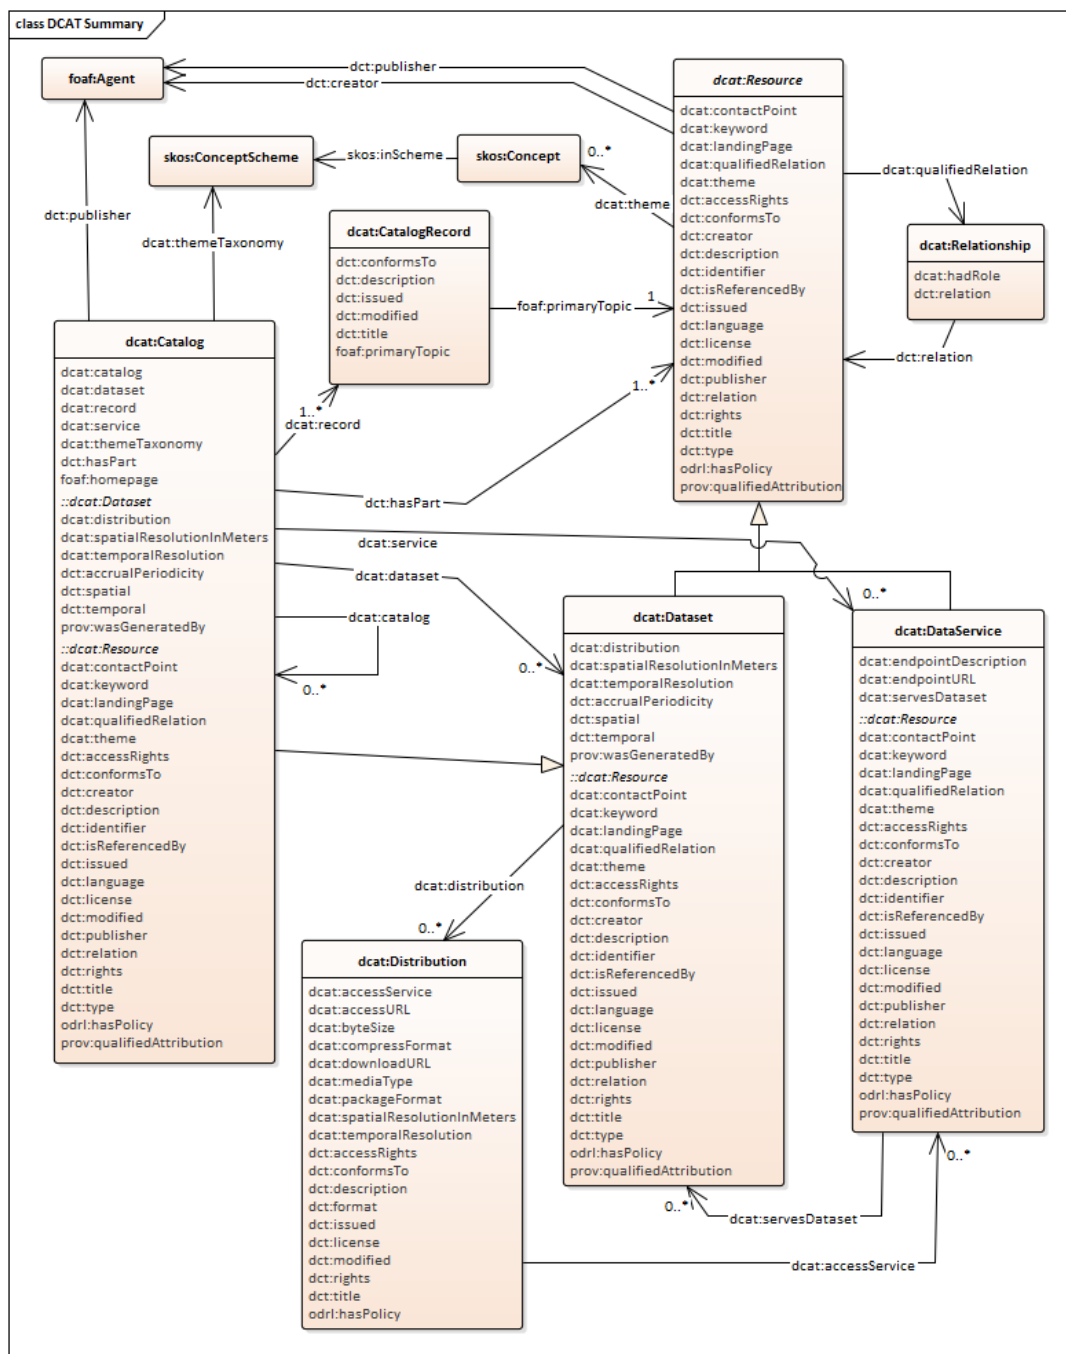 class DCAT Summary
foaf:Agent
dct:publisher
dct:creator
skos:ConceptScheme
skos:inScheme
skos:Concept
0..*
dcat:theme
dct:publisher
dcat:themeTaxonomy
dcat:Resource
dcat:contactPoint
dcat:keyword
dcat:landingPage
dcat:qualifiedRelation
dcat:theme
dct:accessRights
dct:conformsTo
dct:creator
dct:description
dct:identifier
dct:isReferencedBy
dct:issued
dct:language
dct:license
dct:modified
dct:publisher
dct:relation
dct:rights
dct:title
dct:type
odrl:hasPolicy
prov:qualifiedAttribution
dcat:qualifiedRelation
dcat:Relationship
dcat:hadRole
dct:relation
dct:relation
dcat:CatalogRecord
dct:conformsTo
dct:description
dct:issued
dct:modified
dct:title
foaf:primaryTopic
foaf:primaryTopic
1
1..*
dcat:record
1..*
dct:hasPart
dcat:service
0..*
dcat:dataset
0..*
dcat:catalog
0..*
dcat:Catalog
dcat:catalog
dcat:dataset
dcat:record
dcat:service
dcat:themeTaxonomy
dct:hasPart
foaf:homepage
::dcat:Dataset
dcat:distribution
dcat:spatialResolutionInMeters
dcat:temporalResolution
dct:accrualPeriodicity
dct:spatial
dct:temporal
prov:wasGeneratedBy
::dcat:Resource
dcat:contactPoint
dcat:keyword
dcat:landingPage
dcat:qualifiedRelation
dcat:theme
dct:accessRights
dct:conformsTo
dct:creator
dct:description
dct:identifier
dct:isReferencedBy
dct:issued
dct:language
dct:license
dct:modified
dct:publisher
dct:relation
dct:rights
dct:title
dct:type
odrl:hasPolicy
prov:qualifiedAttribution
dcat:Dataset
dcat:distribution
dcat:spatialResolutionInMeters
dcat:temporalResolution
dct:accrualPeriodicity
dct:spatial
dct:temporal
prov:wasGeneratedBy
::dcat:Resource
dcat:contactPoint
dcat:keyword
dcat:landingPage
dcat:qualifiedRelation
dcat:theme
dct:accessRights
dct:conformsTo
dct:creator
dct:description
dct:identifier
dct:isReferencedBy
dct:issued
dct:language
dct:license
dct:modified
dct:publisher
dct:relation
dct:rights
dct:title
dct:type
odrl:hasPolicy
prov:qualifiedAttribution
dcat:DataService
dcat:endpointDescription
dcat:endpointURL
dcat:servesDataset
::dcat:Resource
dcat:contactPoint
dcat:keyword
dcat:landingPage
dcat:qualifiedRelation
dcat:theme
dct:accessRights
dct:conformsTo
dct:creator
dct:description
dct:identifier
dct:isReferencedBy
dct:issued
dct:language
dct:license
dct:modified
dct:publisher
dct:relation
dct:rights
dct:title
dct:type
odrl:hasPolicy
prov:qualifiedAttribution
dcat:distribution
0..*
dcat:Distribution
dcat:accessService
dcat:accessURL
dcat:byteSize
dcat:compressFormat
dcat:downloadURL
dcat:mediaType
dcat:packageFormat
dcat:spatialResolutionInMeters
dcat:temporalResolution
dct:accessRights
dct:conformsTo
dct:description
dct:format
dct:issued
dct:license
dct:modified
dct:rights
dct:title
odrl:hasPolicy
0..*
0..*
dcat:servesDataset
dcat:accessService